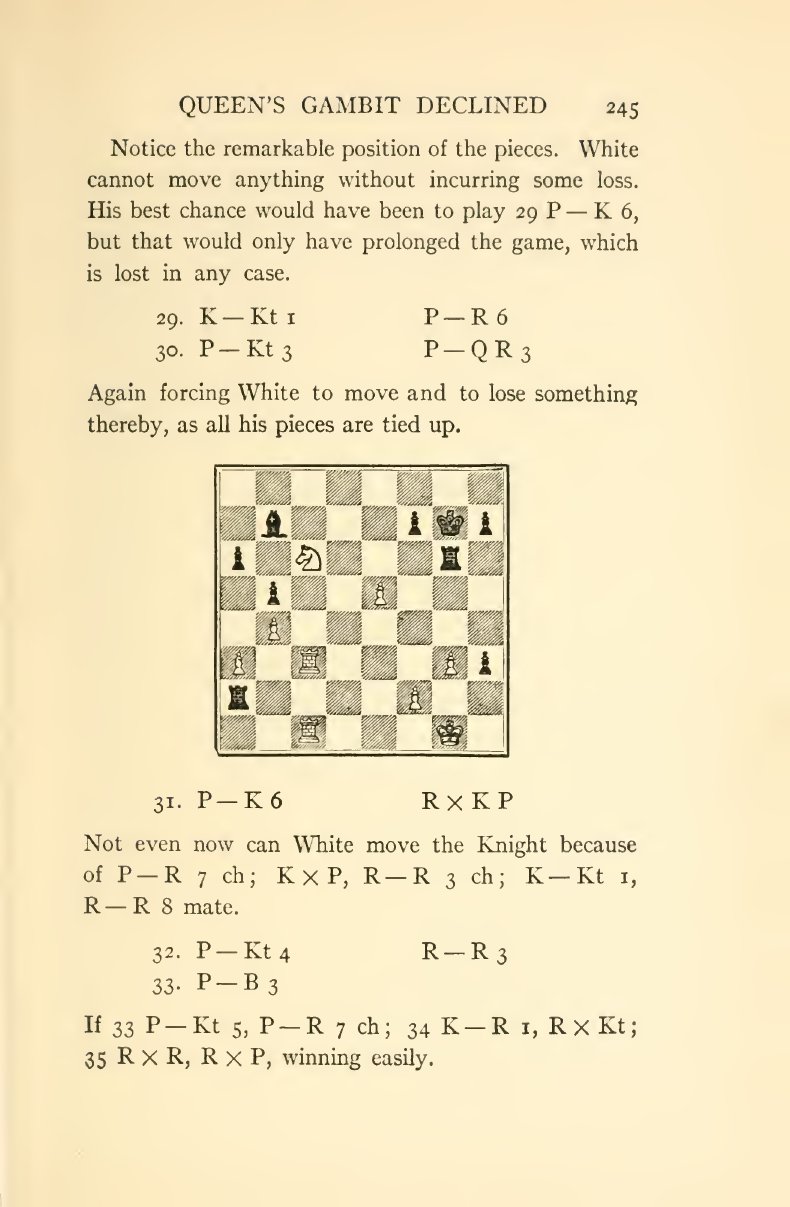 QUEEN'S GAMBIT DECLINED 245
Notice the remarkable position of the pieces. White
cannot move anything without incurring some loss.
His best chance would have been to play 29 P—K 6,
but that would only have prolonged the game, which
is lost in any case.
29. K—Kt 1 P—R 6
30. P—Kt 3 P—Q R 3
Again forcing White to move and to lose something
thereby, as all his pieces are tied up.
31. P—K 6 R × K P
Not even now can White move the Knight because
of P—R 7 ch; K × P, R—R 3 ch; K—Kt 1,
R—R 8 mate.
32. P—Kt 4 R—R 3
33. P—B 3
If 33 P—Kt 5, P—R 7 ch; 34 K—R 1, R × Kt;
35 R × R, R × P, winning easily.